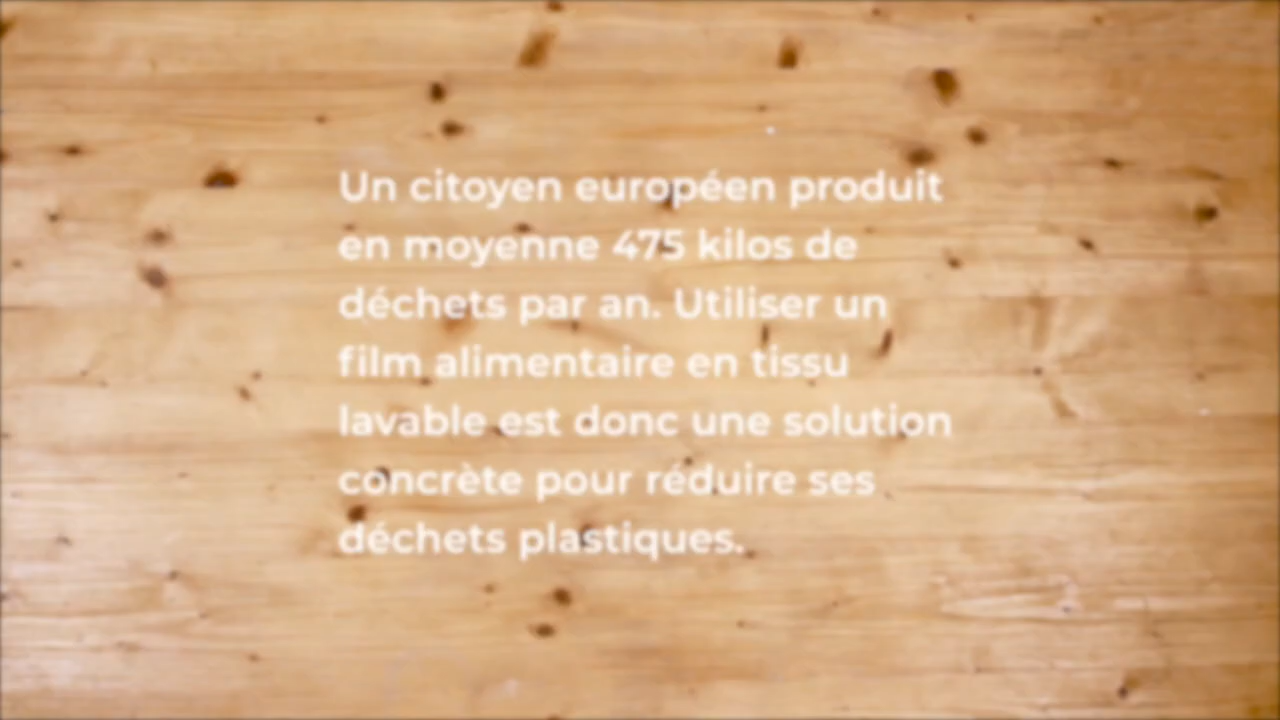 Un citoyen européen produit
en moyenne 475 kilos de
déchets par an. Utiliser un
film alimentaire en tissu
lavable est donc une solution
concrète pour réduire ses
déchets plastiques.